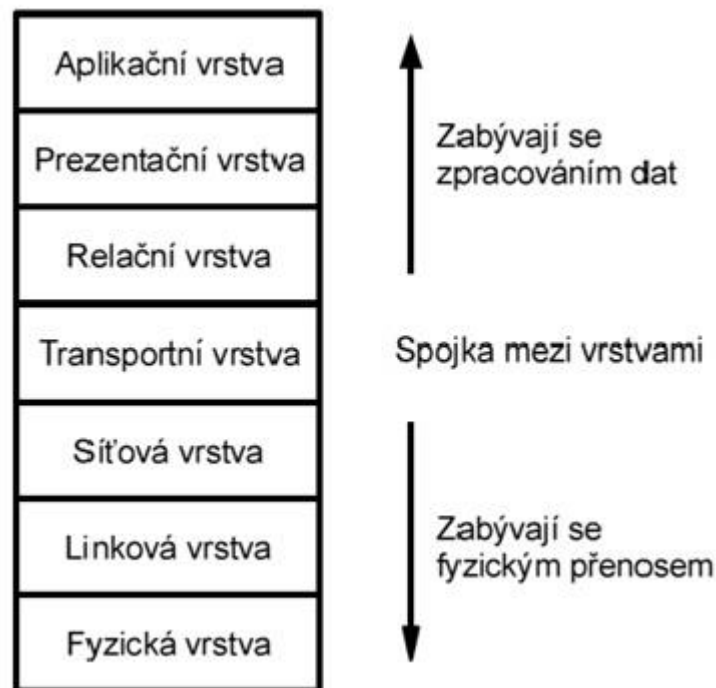 Aplikační vrstva
Prezentační vrstva
Relační vrstva
Transportní vrstva
Síťová vrstva
Linková vrstva
Fyzická vrstva
Zabývají se
zpracováním dat
Spojka mezi vrstvami
Zabývají se
fyzickým přenosem